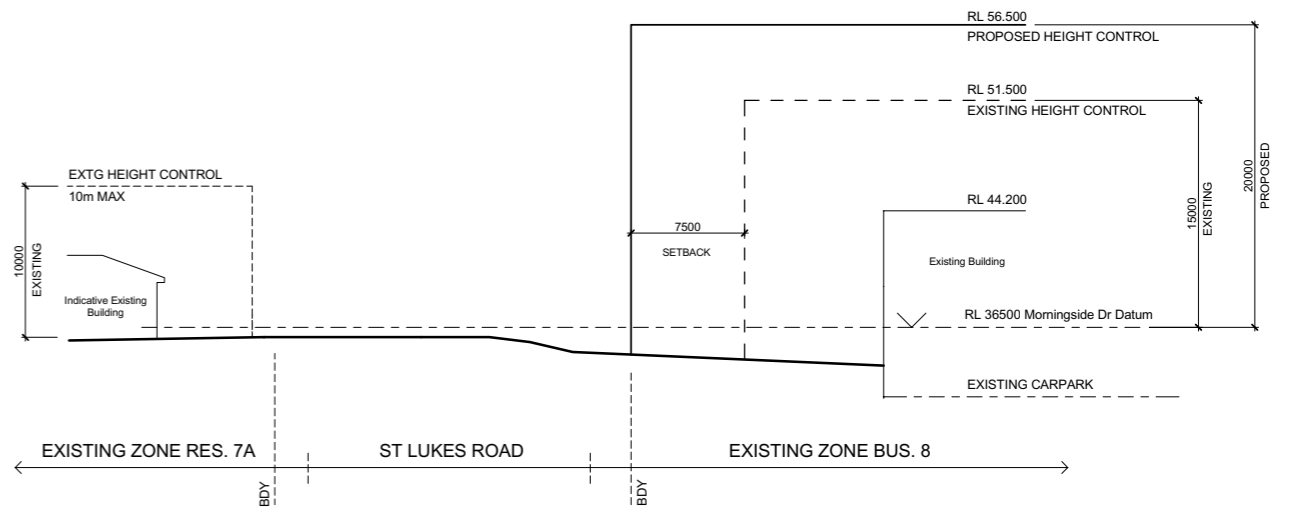 RL 56.500
PROPOSED HEIGHT CONTROL
RL 51.500
EXISTING HEIGHT CONTROL
20000
PROPOSED
15000
EXISTING
EXTG HEIGHT CONTROL
10m MAX
10000
EXISTING
RL 44.200
7500
SETBACK
Existing Building
Indicative Existing
Building
RL 36500 Morningside Dr Datum
EXISTING CARPARK
EXISTING ZONE RES. 7A
ST LUKES ROAD
EXISTING ZONE BUS. 8
BDY
BDY